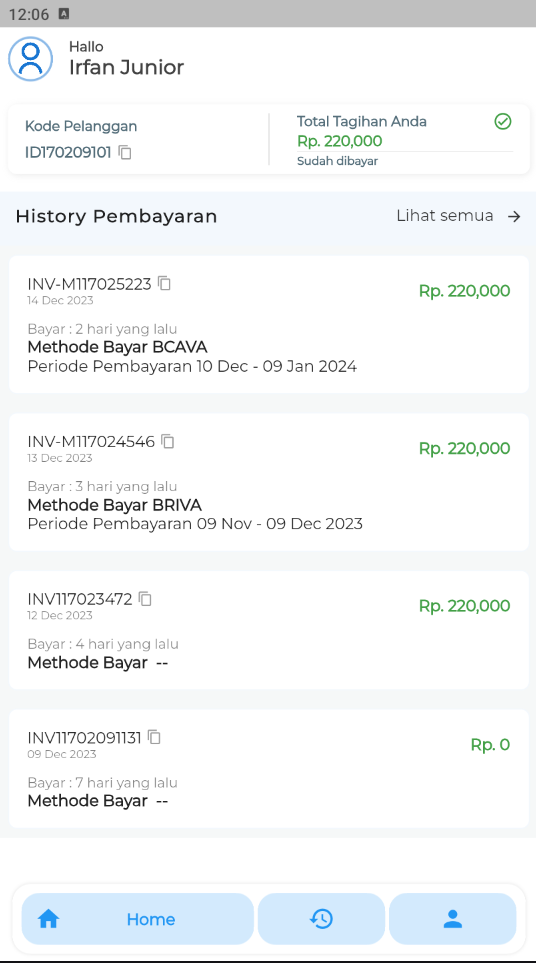 12:06
Hallo
Irfan Junior
Kode Pelanggan
ID170209101
Total Tagihan Anda
Rp. 220,000
Sudah dibayar
History Pembayaran
Lihat semua
INV-M117025223
14 Dec 2023
Rp. 220,000
Bayar : 2 hari yang lalu
Methode Bayar BCAVA
Periode Pembayaran 10 Dec - 09 Jan 2024
INV-M117024546
13 Dec 2023
Rp. 220,000
Bayar : 3 hari yang lalu
Methode Bayar BRIVA
Periode Pembayaran 09 Nov - 09 Dec 2023
INV117023472
12 Dec 2023
Rp. 220,000
Bayar : 4 hari yang lalu
Methode Bayar --
INV11702091131
09 Dec 2023
Rp. 0
Bayar : 7 hari yang lalu
Methode Bayar --
Home